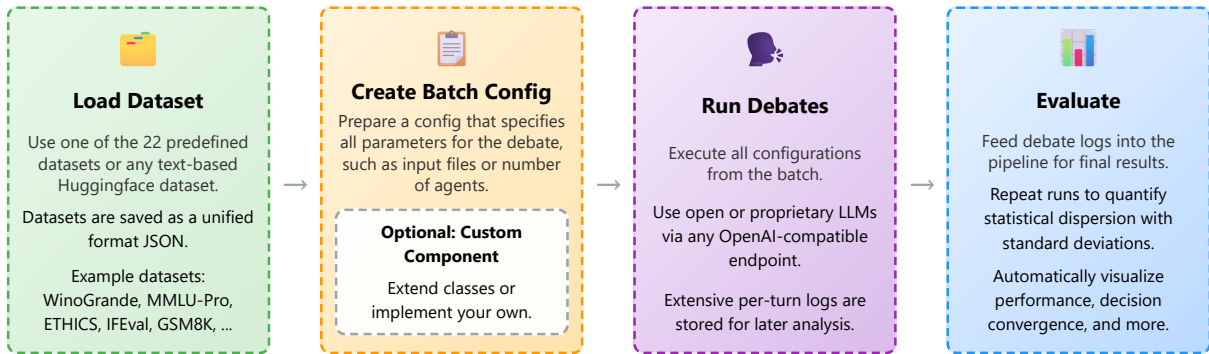 Load Dataset
Use one of the 22 predefined
datasets or any text-based
Huggingface dataset.
Datasets are saved as a unified
format JSON.
Example datasets:
WinoGrande, MMLU-Pro,
ETHICS, IFEval, GSM8K, ...
→
Create Batch Config
Prepare a config that specifies
all parameters for the debate,
such as input files or number
of agents.
Optional: Custom
Component
Extend classes or
implement your own.
→
Run Debates
Execute all configurations
from the batch.
Use open or proprietary LLMs
via any OpenAI-compatible
endpoint.
Extensive per-turn logs are
stored for later analysis.
→
Evaluate
Feed debate logs into the
pipeline for final results.
Repeat runs to quantify
statistical dispersion with
standard deviations.
Automatically visualize
performance, decision
convergence, and more.